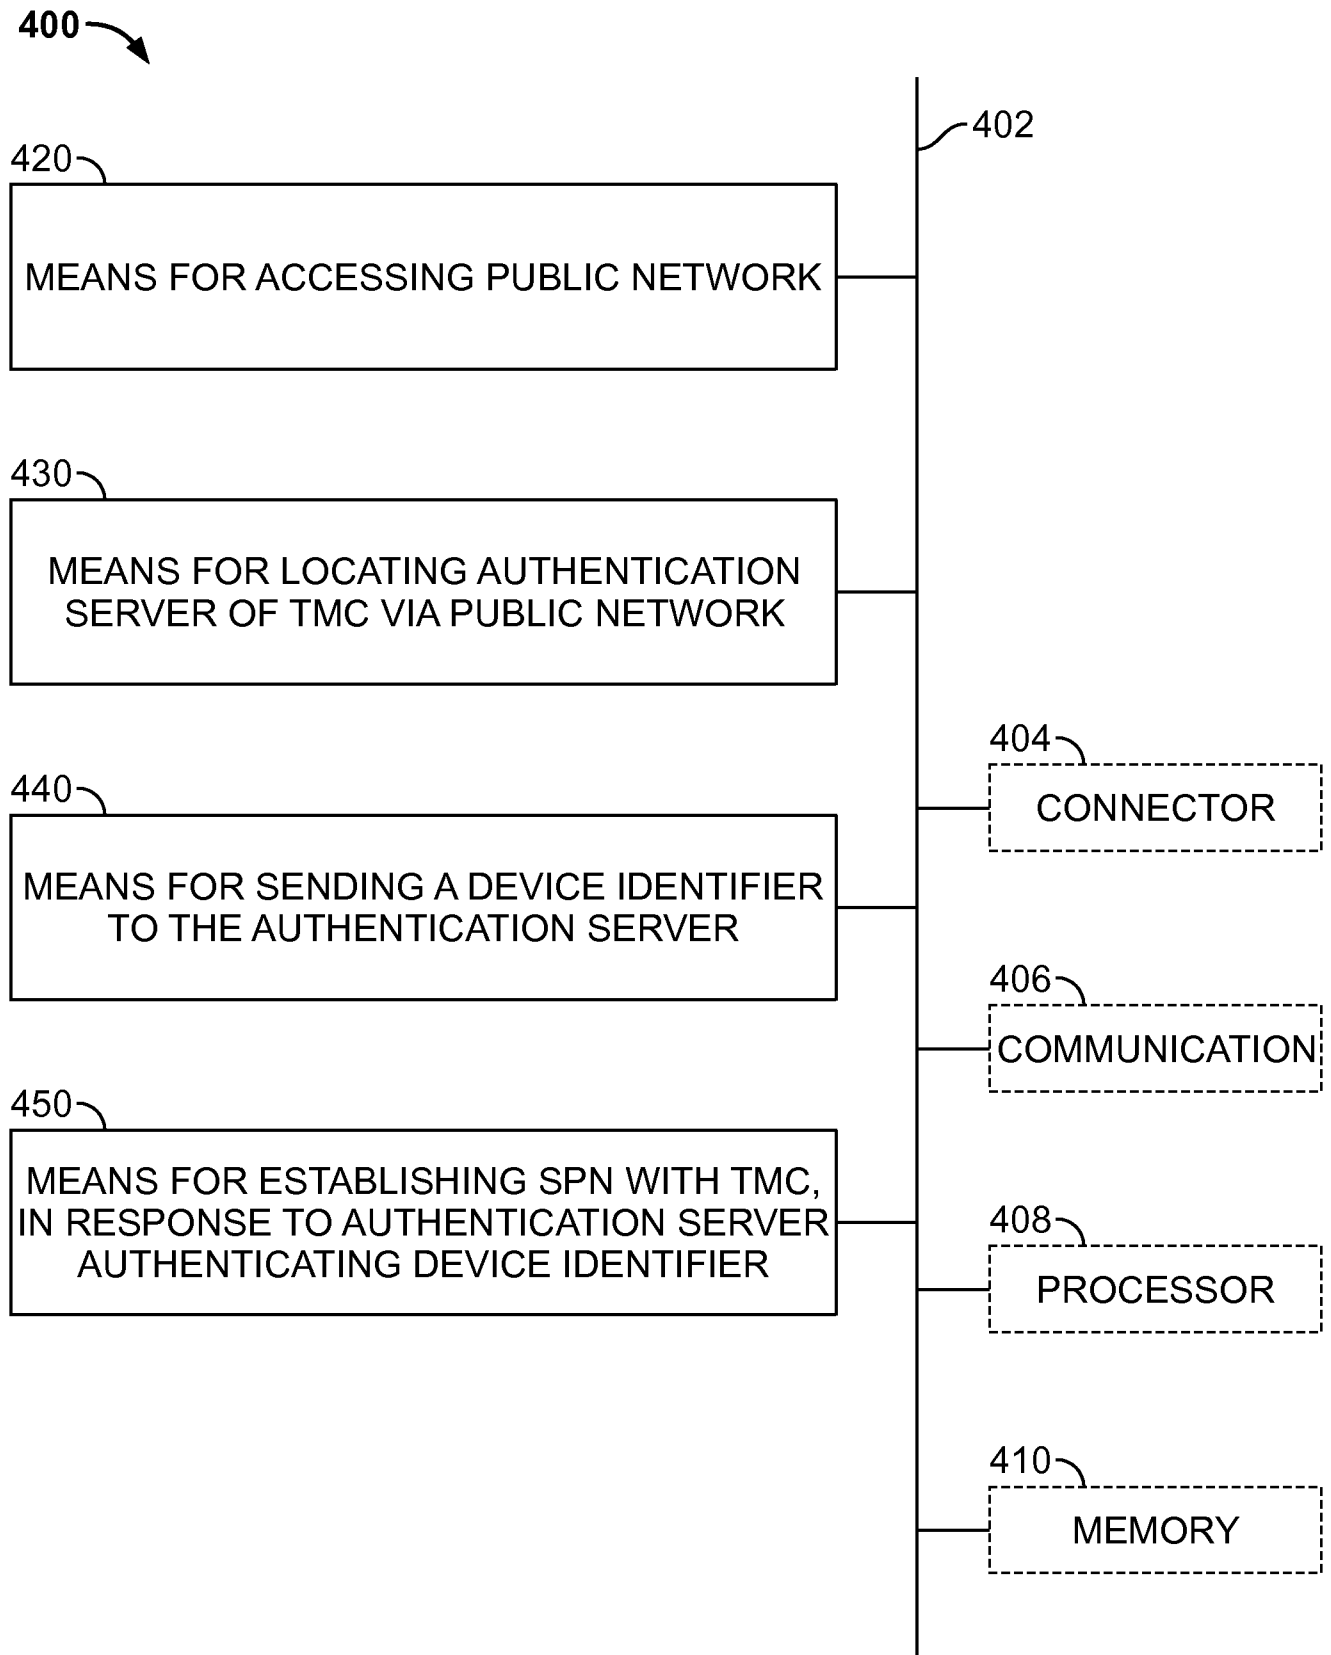 400
402
420
MEANS FOR ACCESSING PUBLIC NETWORK
430
MEANS FOR LOCATING AUTHENTICATION
SERVER OF TMC VIA PUBLIC NETWORK
404
CONNECTOR
440
MEANS FOR SENDING A DEVICE IDENTIFIER
TO THE AUTHENTICATION SERVER
406
COMMUNICATION
450
MEANS FOR ESTABLISHING SPN WITH TMC,
IN RESPONSE TO AUTHENTICATION SERVER
AUTHENTICATING DEVICE IDENTIFIER
408
PROCESSOR
410
MEMORY